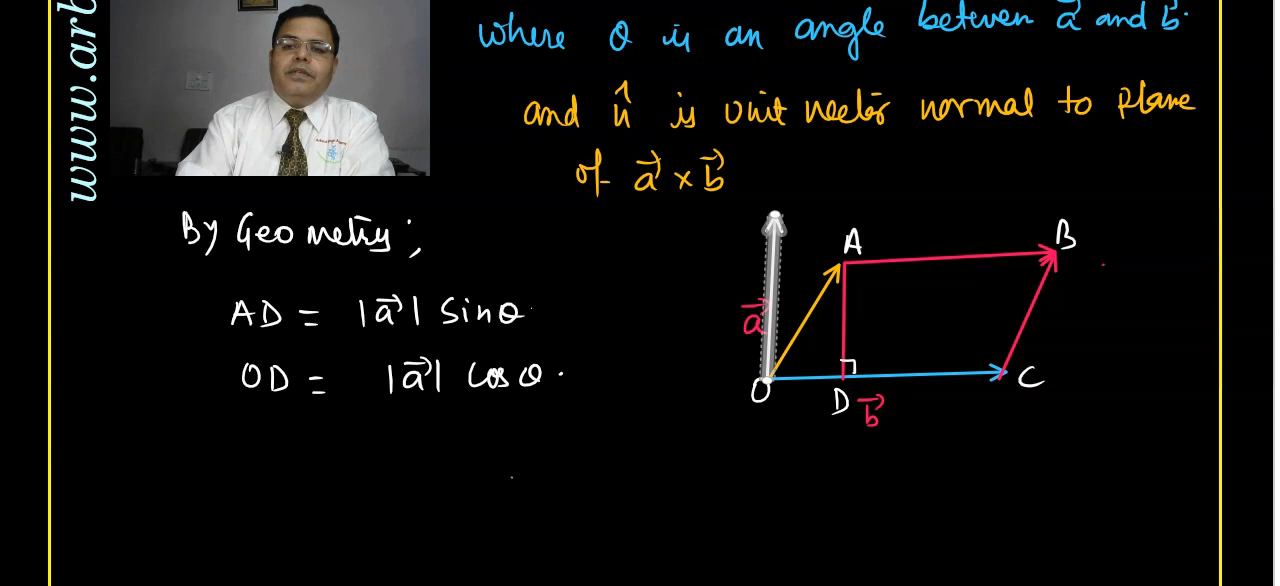 www.arb
where θ is an angle between a⃗ and b⃗.
and n̂ is unit vector normal to plane
of a⃗ × b⃗
By Geometry;
AD = |a⃗| sinθ.
OD = |a⃗| cosθ.
A
B
a⃗
O
D
b⃗
C